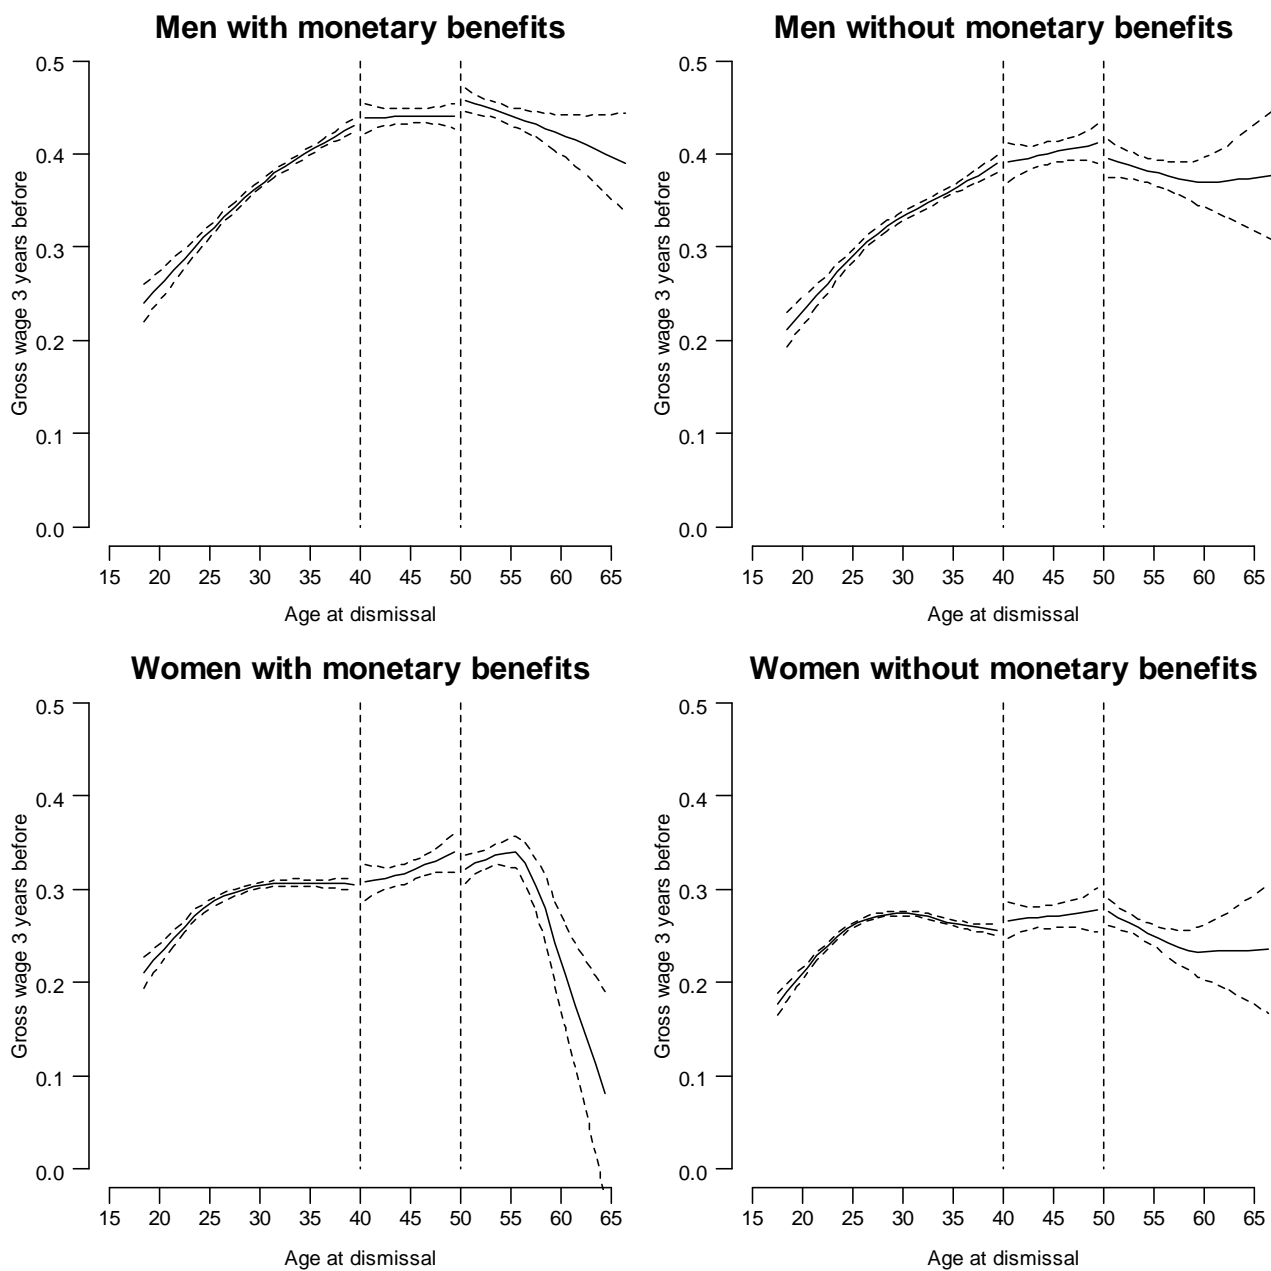 Men with monetary benefits
Gross wage 3 years before
0.5
0.4
0.3
0.2
0.1
0.0
15 20 25 30 35 40 45 50 55 60 65
Age at dismissal
Men without monetary benefits
Gross wage 3 years before
0.5
0.4
0.3
0.2
0.1
0.0
15 20 25 30 35 40 45 50 55 60 65
Age at dismissal
Women with monetary benefits
Gross wage 3 years before
0.5
0.4
0.3
0.2
0.1
0.0
15 20 25 30 35 40 45 50 55 60 65
Age at dismissal
Women without monetary benefits
Gross wage 3 years before
0.5
0.4
0.3
0.2
0.1
0.0
15 20 25 30 35 40 45 50 55 60 65
Age at dismissal